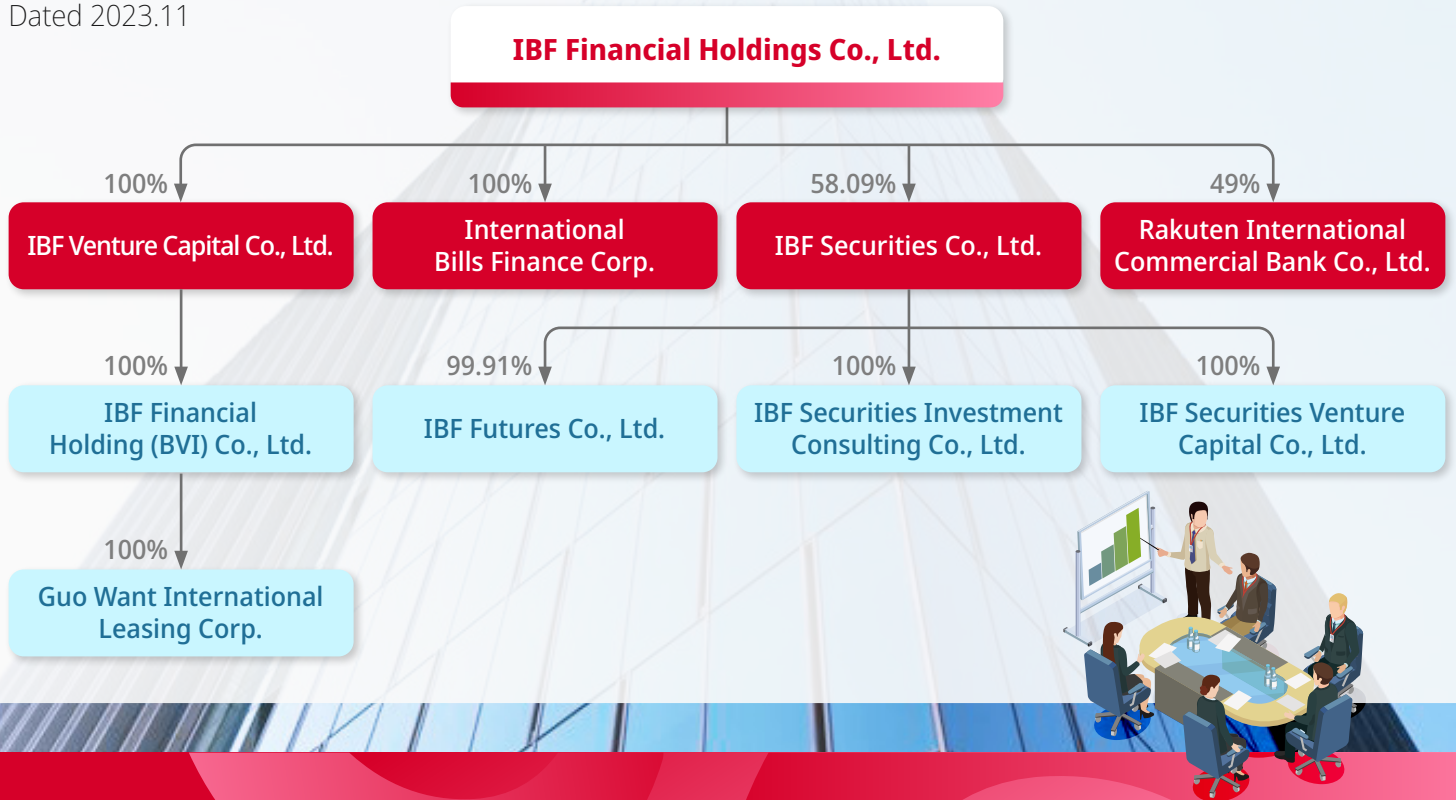 Dated 2023.11
IBF Financial Holdings Co., Ltd.
100%
100%
58.09%
49%
IBF Venture Capital Co., Ltd.
International
Bills Finance Corp.
IBF Securities Co., Ltd.
Rakuten International
Commercial Bank Co., Ltd.
100%
99.91%
100%
100%
IBF Financial
Holding (BVI) Co., Ltd.
IBF Futures Co., Ltd.
IBF Securities Investment
Consulting Co., Ltd.
IBF Securities Venture
Capital Co., Ltd.
100%
Guo Want International
Leasing Corp.